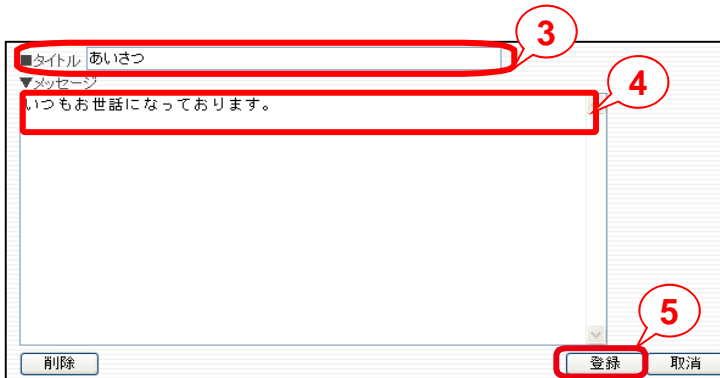 3
■タイトル あいさつ
▼メッセージ
4
いつもお世話になっております。
5
削除 登録 取消